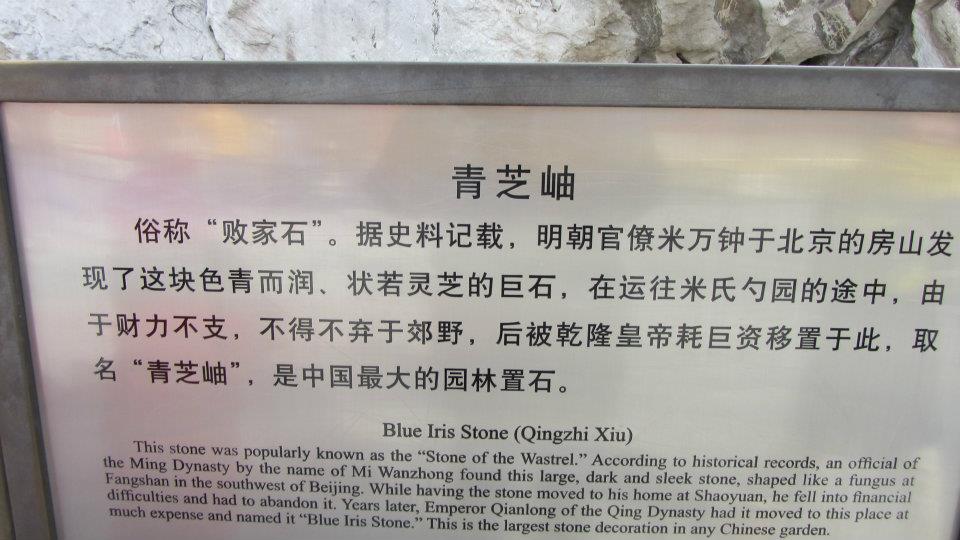 青芝岫
俗称“败家石”。据史料记载，明朝官僚米万钟于北京的房山发
现了这块色青而润、状若灵芝的巨石，在运往米氏勺园的途中，由
于财力不支，不得不弃于郊野，后被乾隆皇帝耗巨资移置于此，取
名“青芝岫”，是中国最大的园林置石。
Blue Iris Stone (Qingzhi Xiu)
This stone was popularly known as the “Stone of the Wastrel.” According to historical records, an official of
the Ming Dynasty by the name of Mi Wanzhong found this large, dark and sleek stone, shaped like a fungus at
Fangshan in the southwest of Beijing. While having the stone moved to his home at Shaoyuan, he fell into financial
difficulties and had to abandon it. Years later, Emperor Qianlong of the Qing Dynasty had it moved to this place at
much expense and named it “Blue Iris Stone.” This is the largest stone decoration in any Chinese garden.